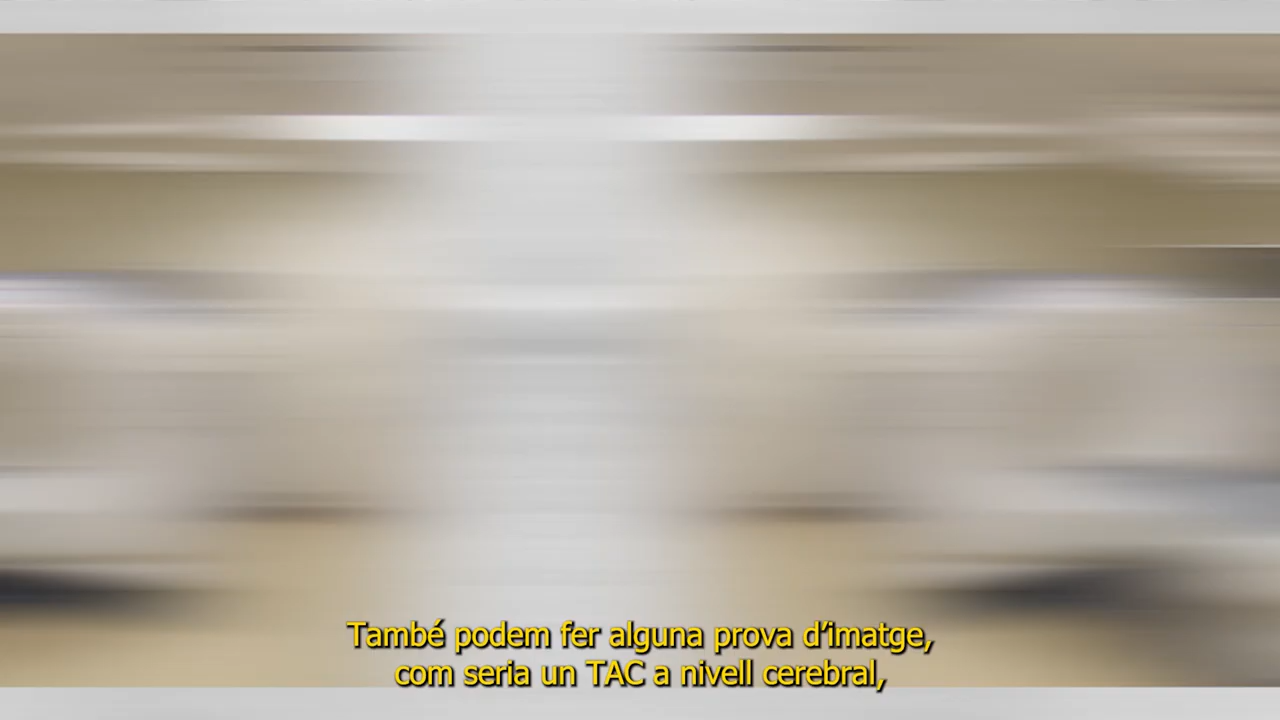 També podem fer alguna prova d’imatge,
com seria un TAC a nivell cerebral,